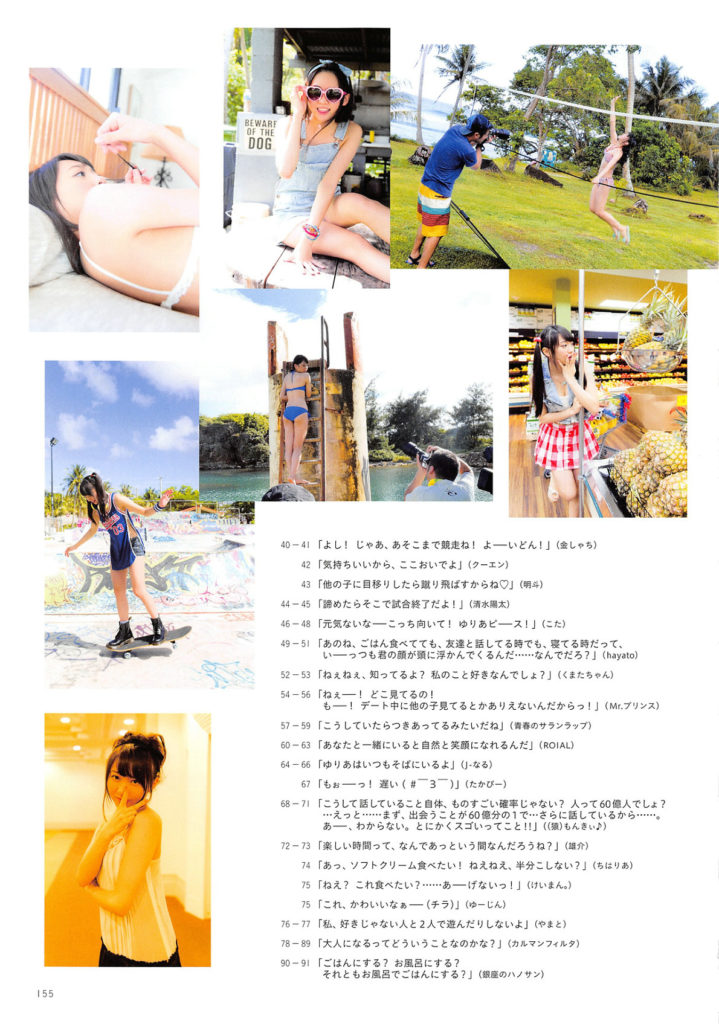 BEWARE
OF THE
DOG
13
40－41「よし！ じゃあ、あそこまで競走ね！ よーいどん！」（金しゃち）
42「気持ちいいから、ここおいでよ」（クーエン）
43「他の子に目移りしたら蹴り飛ばすからね♡」（明斗）
44－45「諦めたらそこで試合終了だよ！」（清水陽太）
46－48「元気ないなーこっち向いて！ ゆりあピース！」（こた）
49－51「あのね、ごはん食べてても、友達と話してる時でも、寝てる時だって、
いーっつも君の顔が頭に浮かんでくるんだ……なんでだろ？」（hayato）
52－53「ねぇねぇ、知ってるよ？ 私のこと好きなんでしょ？」（くまたちゃん）
54－56「ねぇー！ どこ見てるの！
もー！ デート中に他の子見てるとかありえないんだからっ！」（Mr.プリンス）
57－59「こうしていたらつきあってるみたいだね」（青春のサランラップ）
60－63「あなたと一緒にいると自然と笑顔になれるんだ」（ROIAL）
64－66「ゆりあはいつもそばにいるよ」（J-なる）
67「もぉーっ！ 遅い（＃￣3￣）」（たかぴー）
68－71「こうして話していること自体、ものすごい確率じゃない？ 人って60億人でしょ？
…えっと……まず、出会うことが60億分の1で…さらに話しているから……。
あー、わからない。とにかくスゴいってこと!!」（（猿）もんきぃ♪）
72－73「楽しい時間って、なんであっという間なんだろうね？」（雄介）
74「あっ、ソフトクリーム食べたい！ ねえねえ、半分こしない？」（ちはりあ）
75「ねえ？ これ食べたい？……あーげないっ！」（けいまん。）
75「これ、かわいいなぁー（チラ）」（ゆーじん）
76－77「私、好きじゃない人と2人で遊んだりしないよ」（やまと）
78－89「大人になるってどういうことなのかな？」（カルマンフィルタ）
90－91「ごはんにする？ お風呂にする？
それともお風呂でごはんにする？」（銀座のハノサン）
155